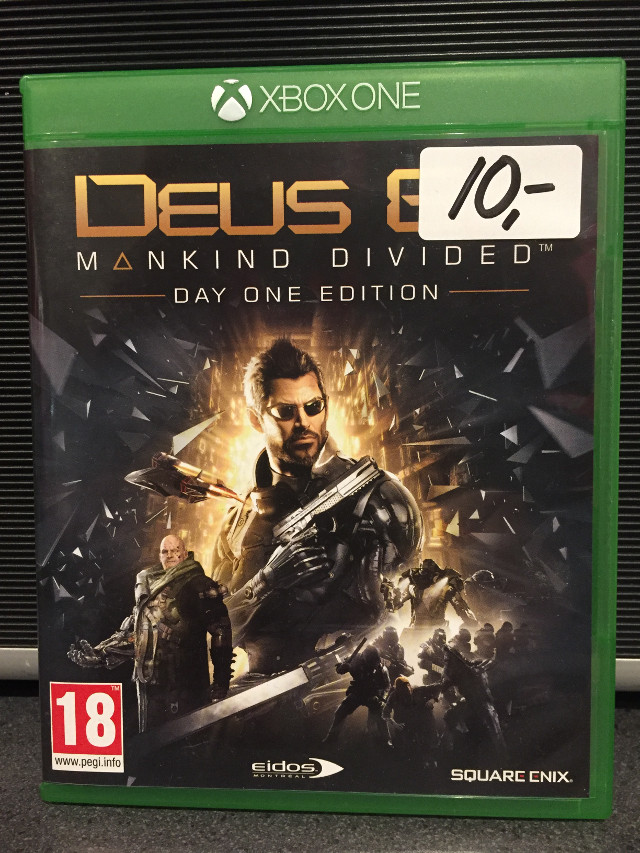 XBOX ONE
DEUS
10,-
MANKIND DIVIDED™
DAY ONE EDITION
18
www.pegi.info
eidos
MONTREAL
SQUARE ENIX